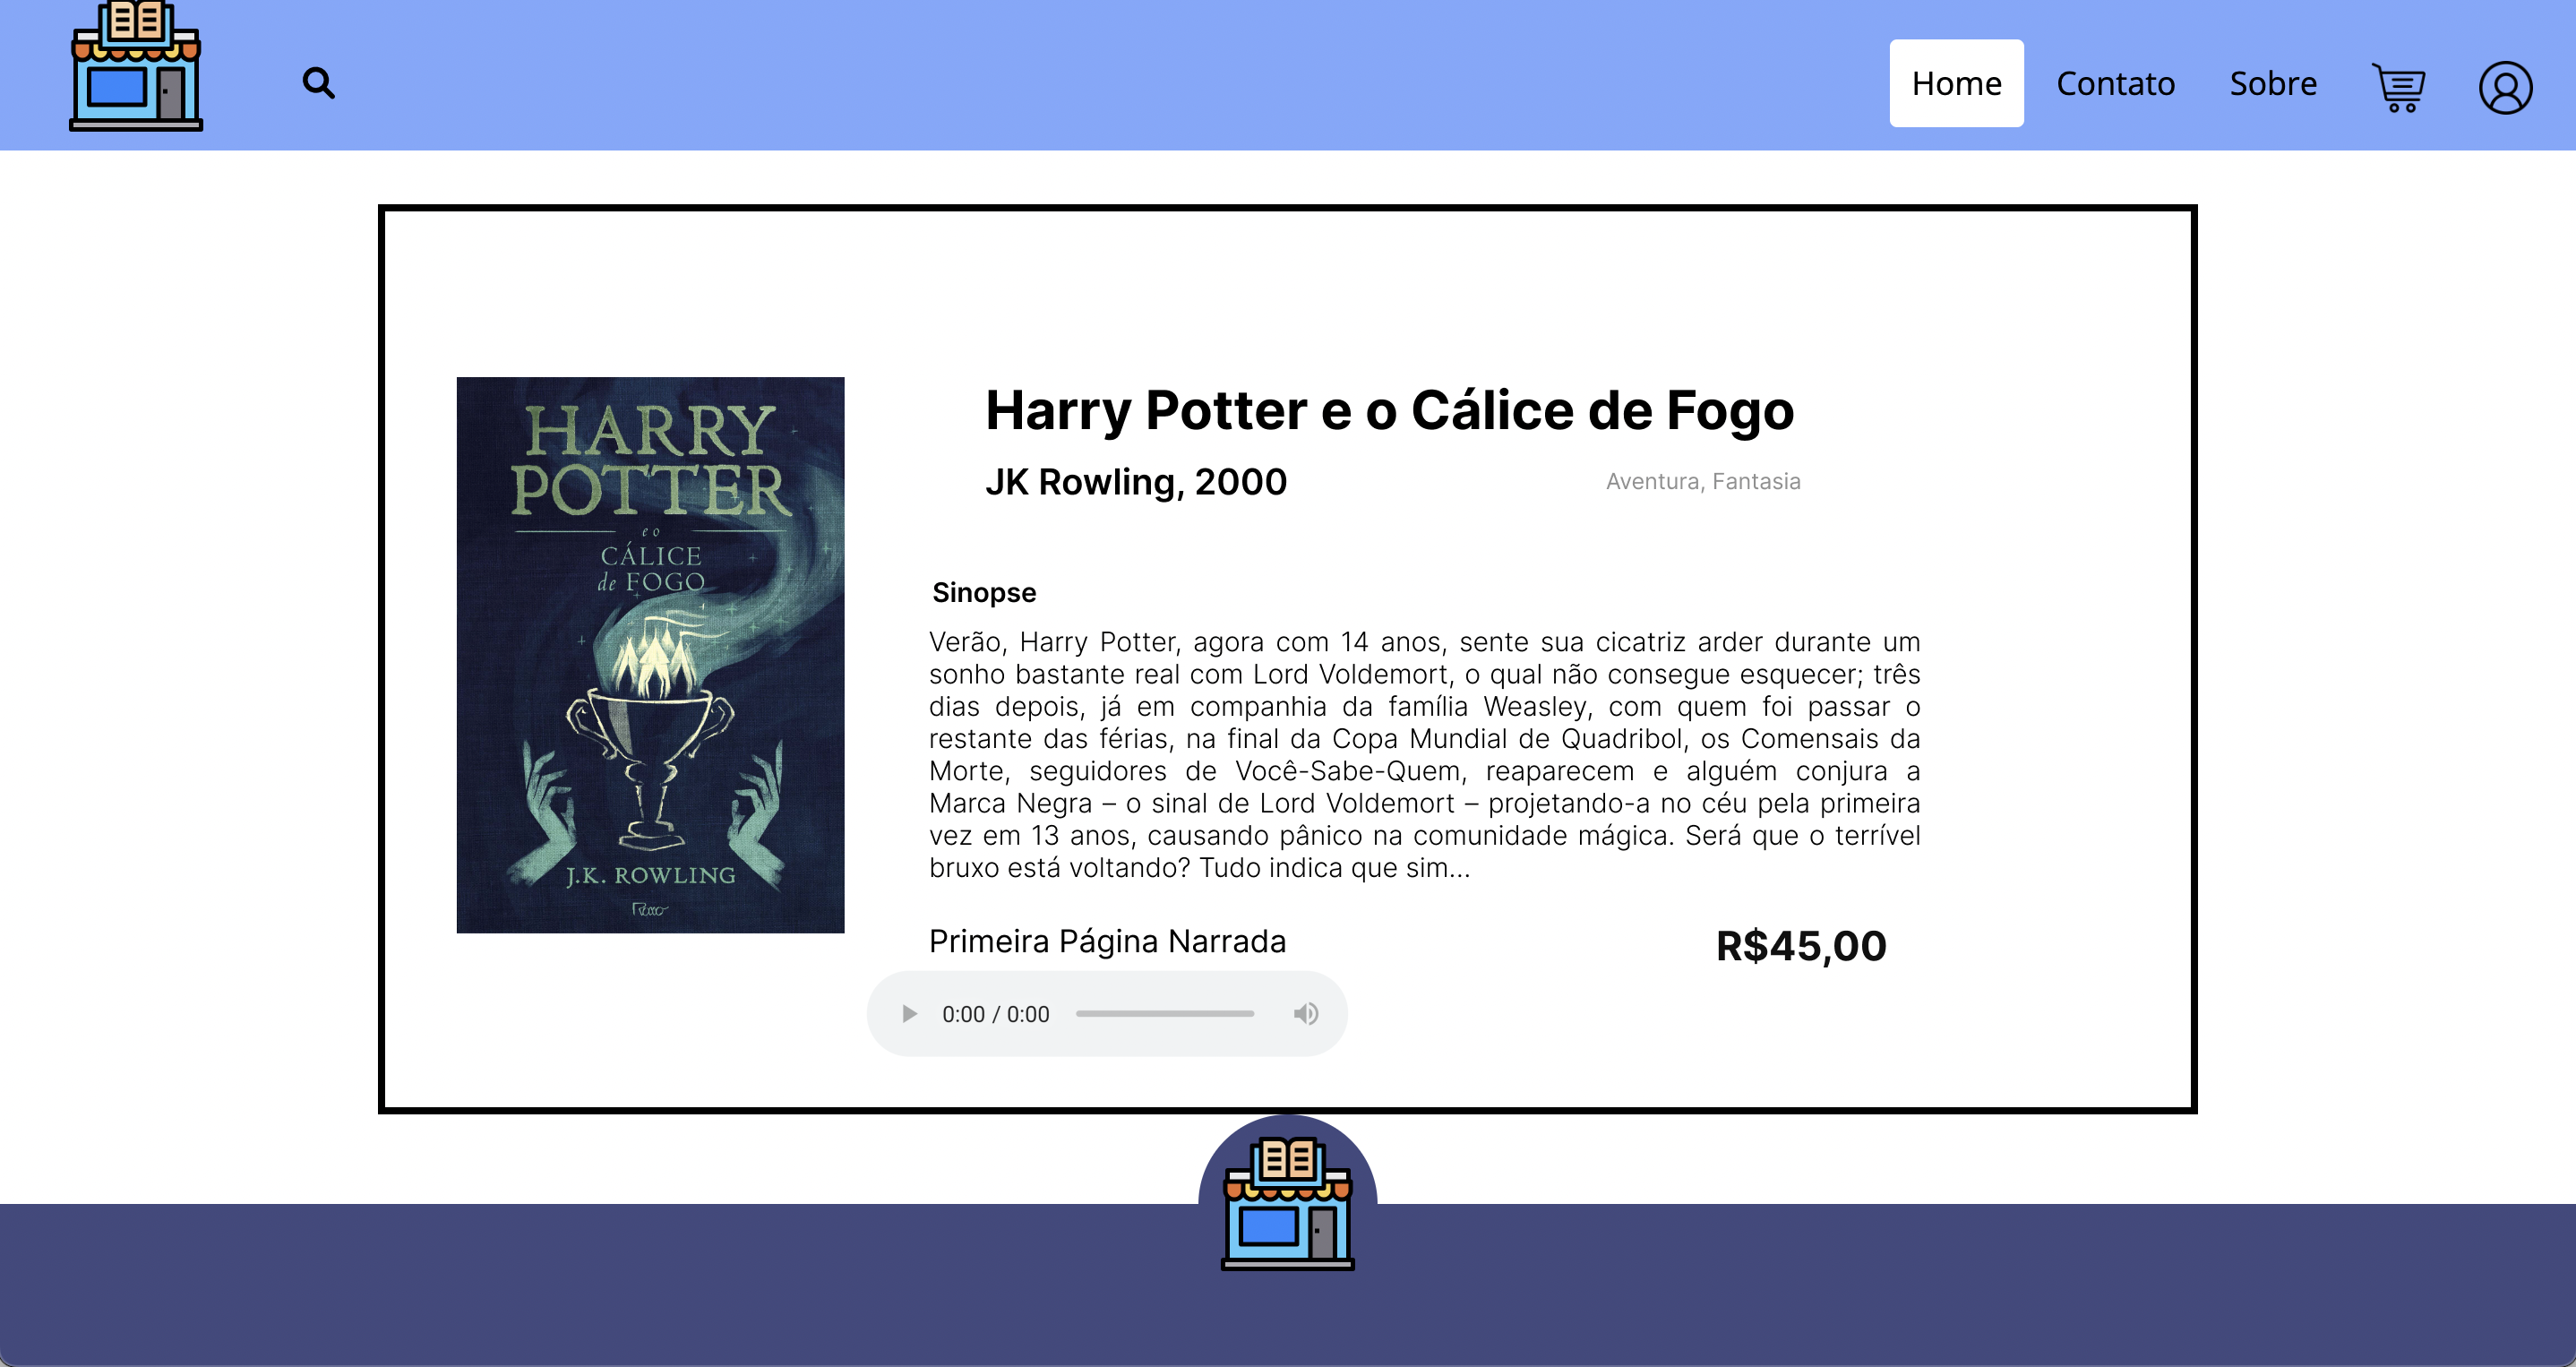 Home
Contato
Sobre
HARRY
POTTER
e o
CÁLICE
de FOGO
J.K. ROWLING
Harry Potter e o Cálice de Fogo
JK Rowling, 2000
Aventura, Fantasia
Sinopse
Verão, Harry Potter, agora com 14 anos, sente sua cicatriz arder durante um
sonho bastante real com Lord Voldemort, o qual não consegue esquecer; três
dias depois, já em companhia da família Weasley, com quem foi passar o
restante das férias, na final da Copa Mundial de Quadribol, os Comensais da
Morte, seguidores de Você-Sabe-Quem, reaparecem e alguém conjura a
Marca Negra – o sinal de Lord Voldemort – projetando-a no céu pela primeira
vez em 13 anos, causando pânico na comunidade mágica. Será que o terrível
bruxo está voltando? Tudo indica que sim...
Primeira Página Narrada
R$45,00
0:00 / 0:00